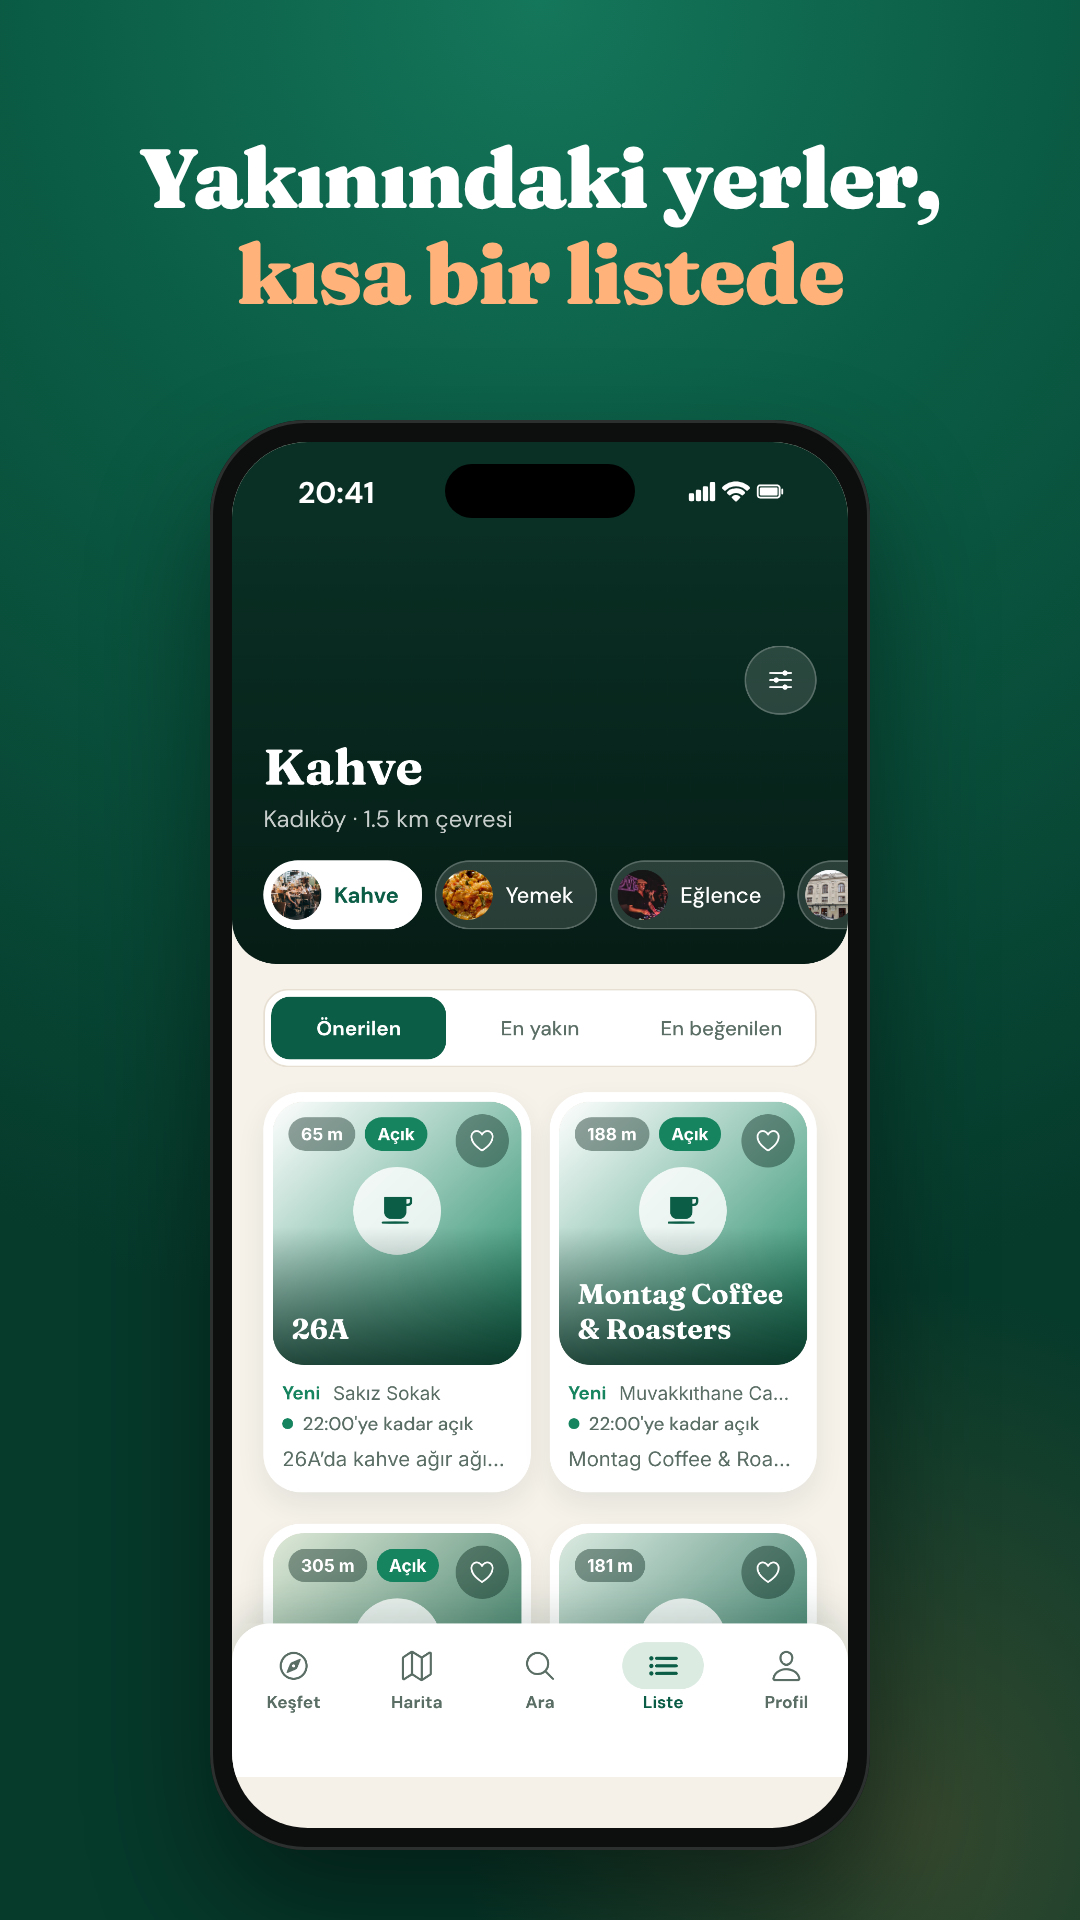 Yakınındaki yerler,
kısa bir listede
20:41
Kahve
Kadıköy · 1.5 km çevresi
Kahve
Yemek
Eğlence
Önerilen
En yakın
En beğenilen
65 m
Açık
188 m
Açık
26A
Montag Coffee
& Roasters
Yeni Sakız Sokak
22:00'ye kadar açık
26A'da kahve ağır ağı...
Yeni Muvakkıthane Ca...
22:00'ye kadar açık
Montag Coffee & Roa...
305 m
Açık
181 m
Keşfet
Harita
Ara
Liste
Profil